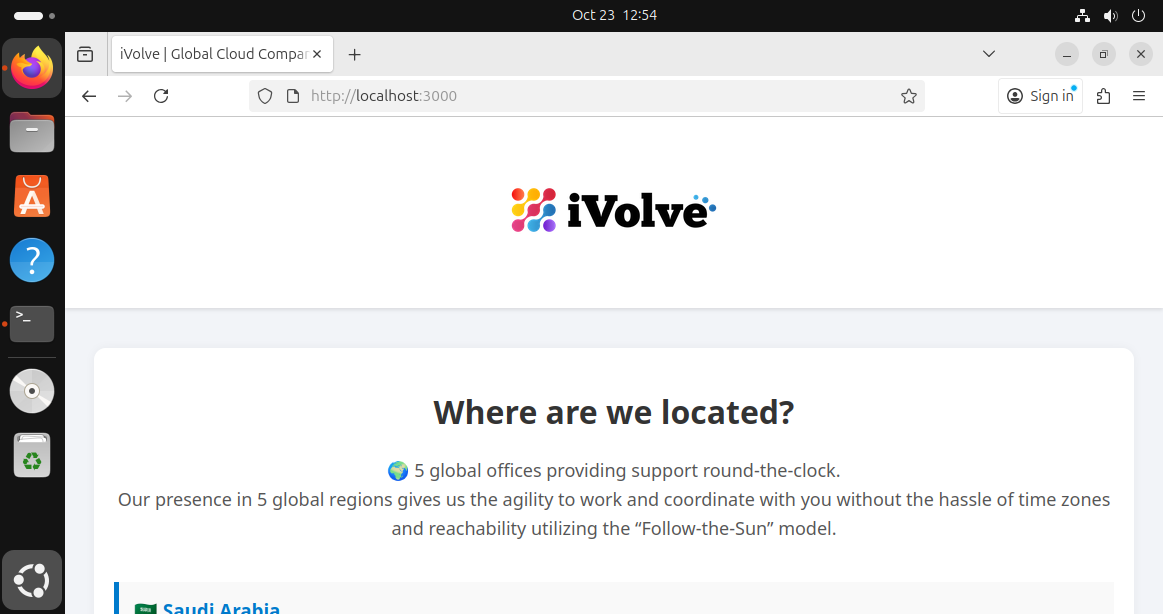 Oct 23 12:54
iVolve | Global Cloud Compar
http://localhost:3000
Sign in
iVolve
Where are we located?
🌍 5 global offices providing support round-the-clock.
Our presence in 5 global regions gives us the agility to work and coordinate with you without the hassle of time zones
and reachability utilizing the “Follow-the-Sun” model.
🇸🇦 Saudi Arabia